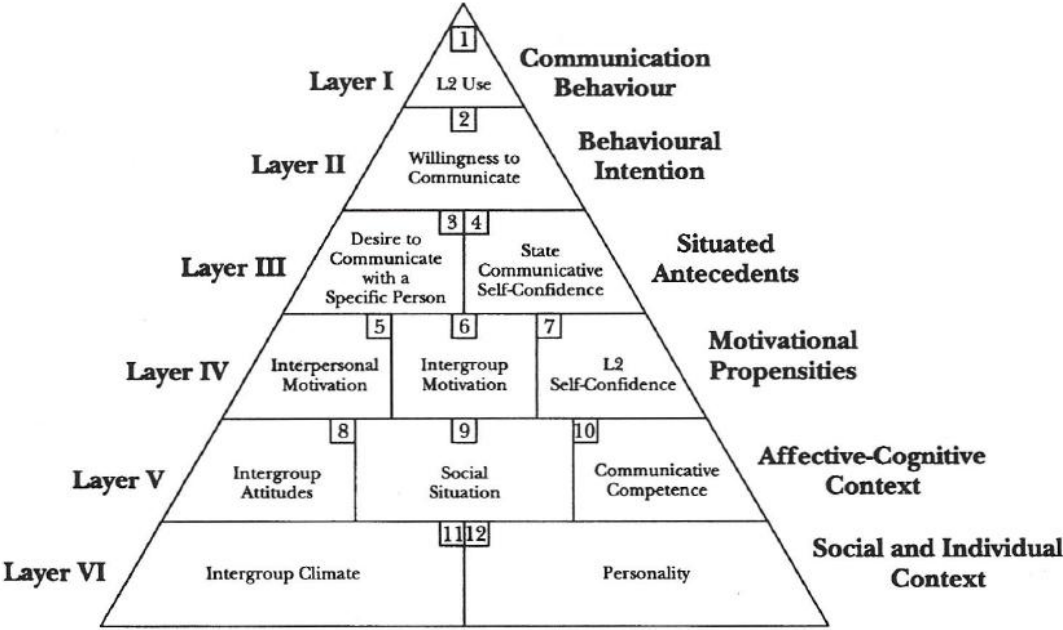 1
Layer I
L2 Use
Communication
Behaviour
2
Layer II
Willingness to
Communicate
Behavioural
Intention
3 4
Layer III
Desire to
Communicate
with a
Specific Person
State
Communicative
Self-Confidence
Situated
Antecedents
5 6 7
Layer IV
Interpersonal
Motivation
Intergroup
Motivation
L2
Self-Confidence
Motivational
Propensities
8 9 10
Layer V
Intergroup
Attitudes
Social
Situation
Communicative
Competence
Affective-Cognitive
Context
11 12
Layer VI
Intergroup Climate
Personality
Social and Individual
Context